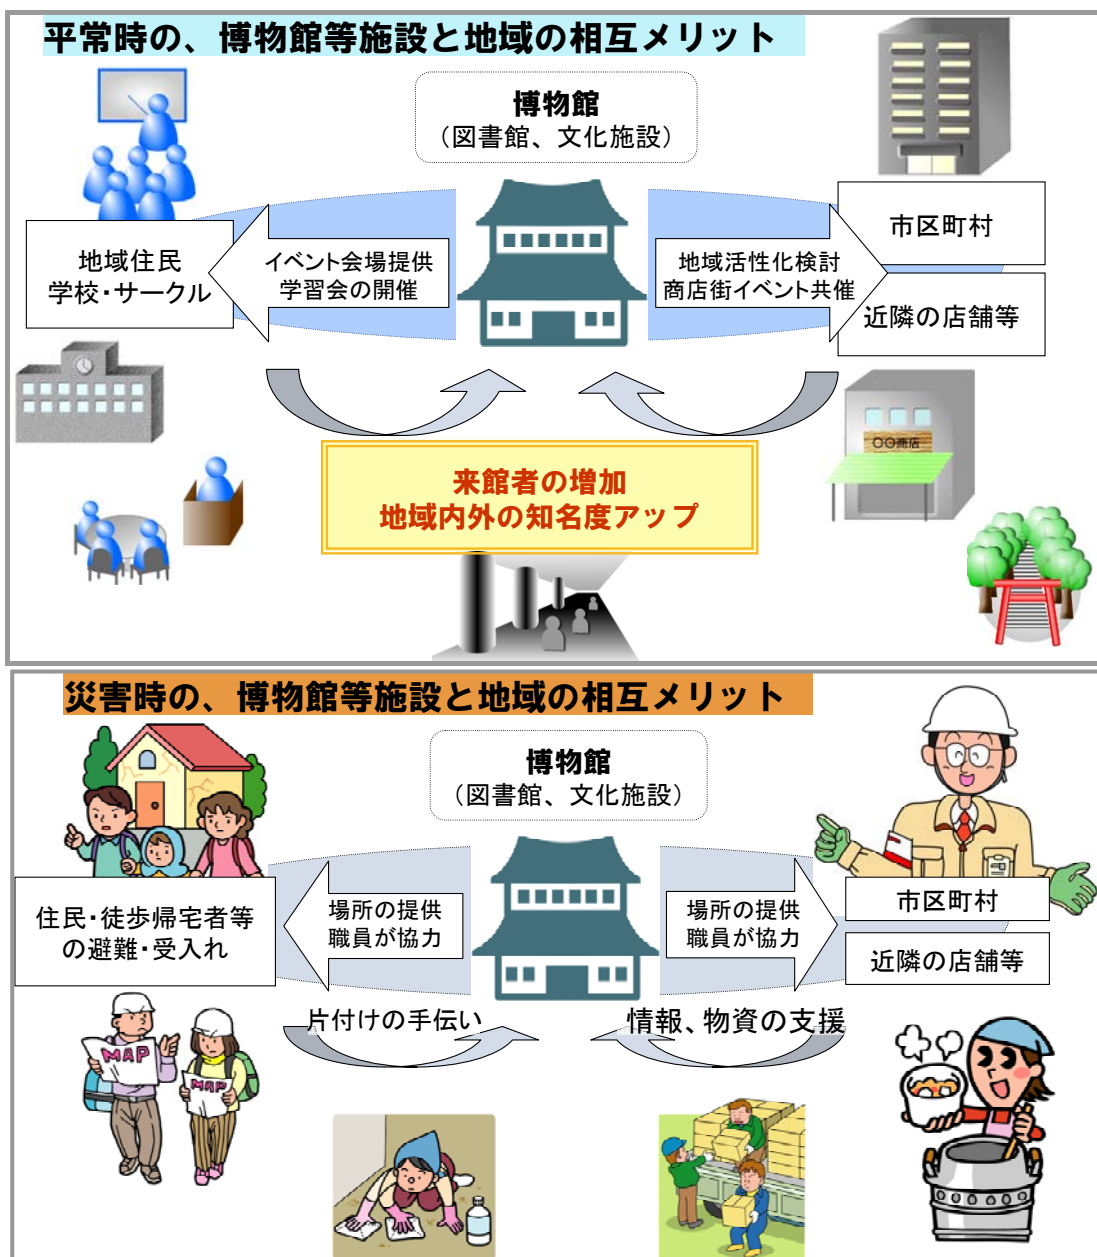 平常時の、博物館等施設と地域の相互メリット
博物館
（図書館、文化施設）
地域住民
学校・サークル
イベント会場提供
学習会の開催
地域活性化検討
商店街イベント共催
市区町村
近隣の店舗等
〇〇商店
来館者の増加
地域内外の知名度アップ
災害時の、博物館等施設と地域の相互メリット
博物館
（図書館、文化施設）
住民・徒歩帰宅者等
の避難・受入れ
場所の提供
職員が協力
場所の提供
職員が協力
市区町村
近隣の店舗等
片付けの手伝い
情報、物資の支援
MAP
MAP